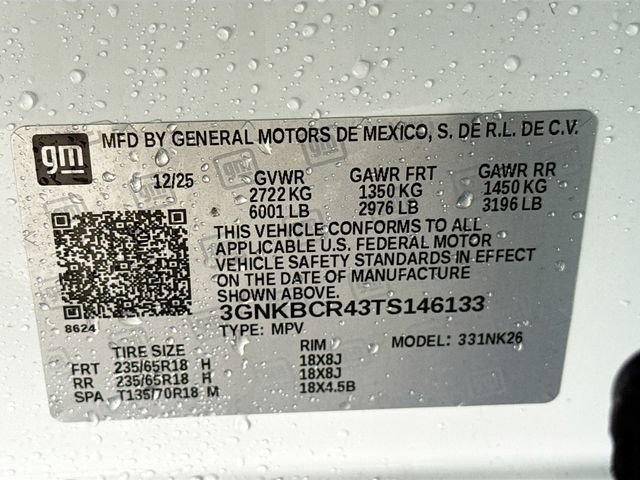 gm
MFD BY GENERAL MOTORS DE MEXICO, S. DE R.L. DE C.V.
12/25 GVWR GAWR FRT GAWR RR
2722 KG 1350 KG 1450 KG
6001 LB 2976 LB 3196 LB
THIS VEHICLE CONFORMS TO ALL
APPLICABLE U.S. FEDERAL MOTOR
VEHICLE SAFETY STANDARDS IN EFFECT
ON THE DATE OF MANUFACTURE
SHOWN ABOVE.
8624
3GNKBCR43TS146133
TYPE: MPV MODEL: 331NK26
TIRE SIZE RIM
FRT 235/65R18 H 18X8J
RR 235/65R18 H 18X8J
SPA T135/70R18 M 18X4.5B